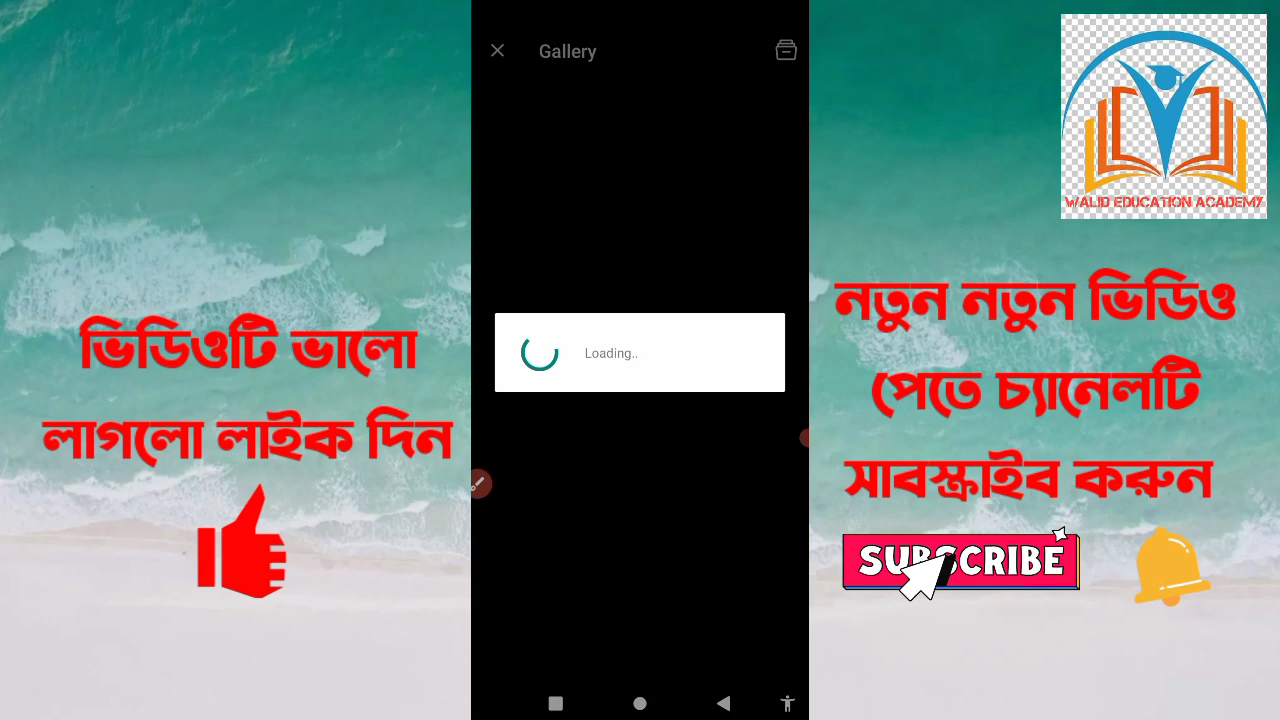 Gallery
WALID EDUCATION ACADEMY
ভিডিওটি ভালো
লাগলো লাইক দিন
Loading..
নতুন নতুন ভিডিও
পেতে চ্যানেলটি
সাবস্ক্রাইব করুন
SUBSCRIBE